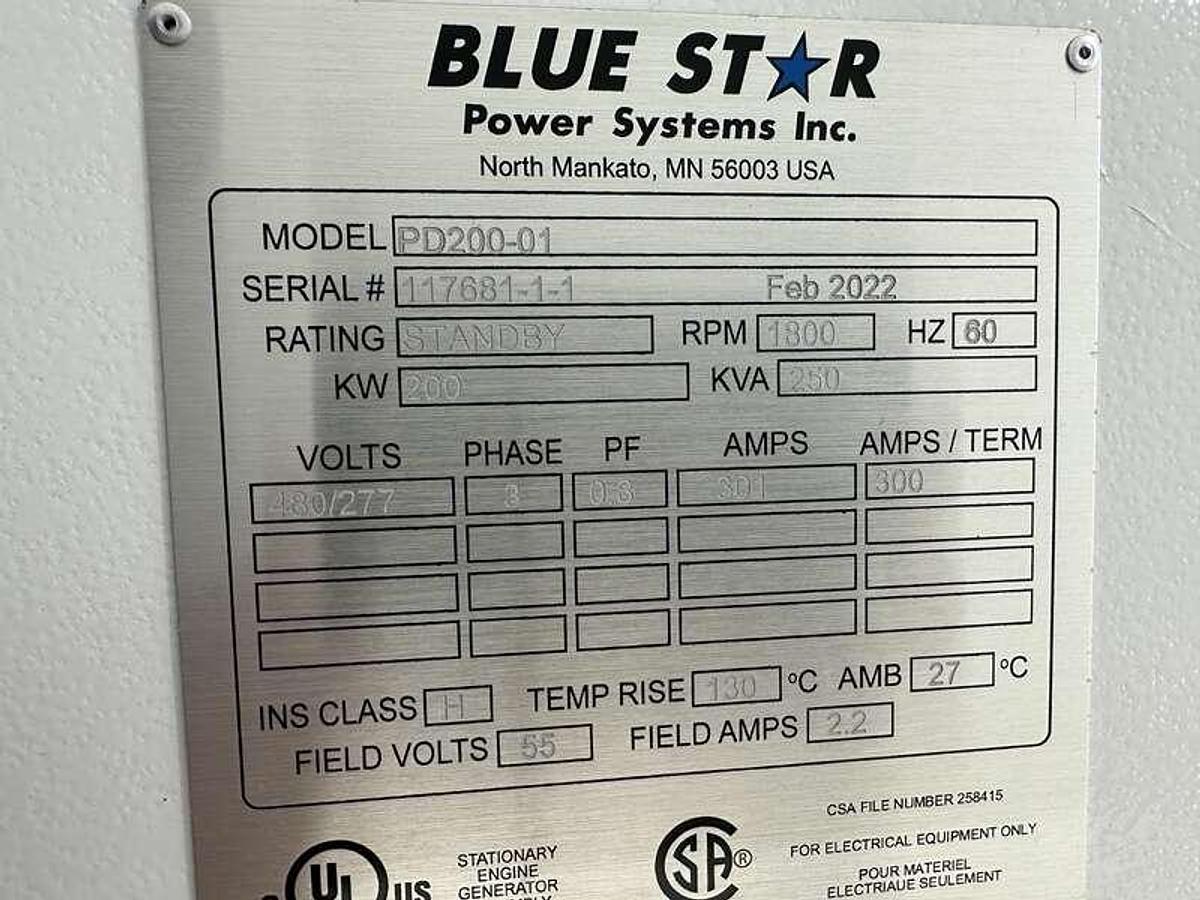 BLUE STAR
Power Systems Inc.
North Mankato, MN 56003 USA
MODEL PD200-01
SERIAL # 117681-1-1 Feb 2022
RATING STANDBY RPM 1800 HZ 60
KW 200 KVA 250
VOLTS PHASE PF AMPS AMPS / TERM
480/277 3 0.8 301 300
INS CLASS H TEMP RISE 130 °C AMB 27 °C
FIELD VOLTS 55 FIELD AMPS 2.2
CSA FILE NUMBER 258415
UL US
STATIONARY
ENGINE
GENERATOR
SA ®
FOR ELECTRICAL EQUIPMENT ONLY
POUR MATERIEL
ELECTRIAUE SEULEMENT